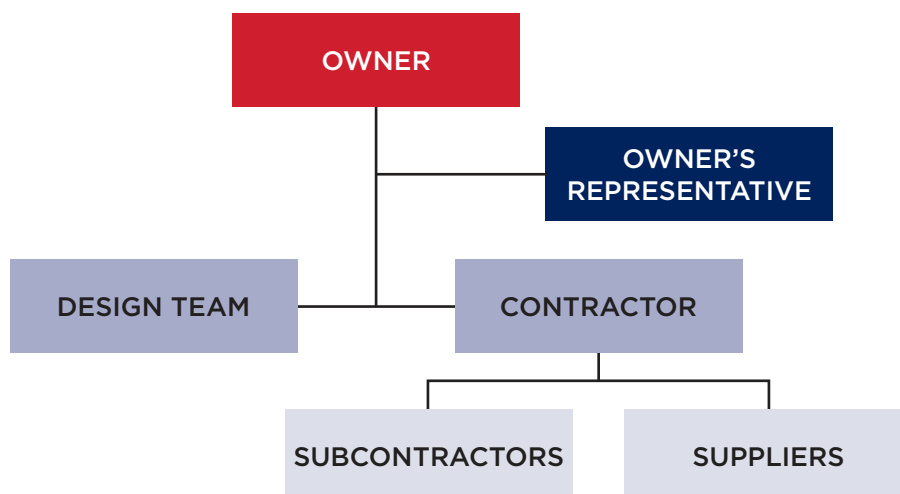 OWNER
OWNER’S
REPRESENTATIVE
DESIGN TEAM
CONTRACTOR
SUBCONTRACTORS
SUPPLIERS